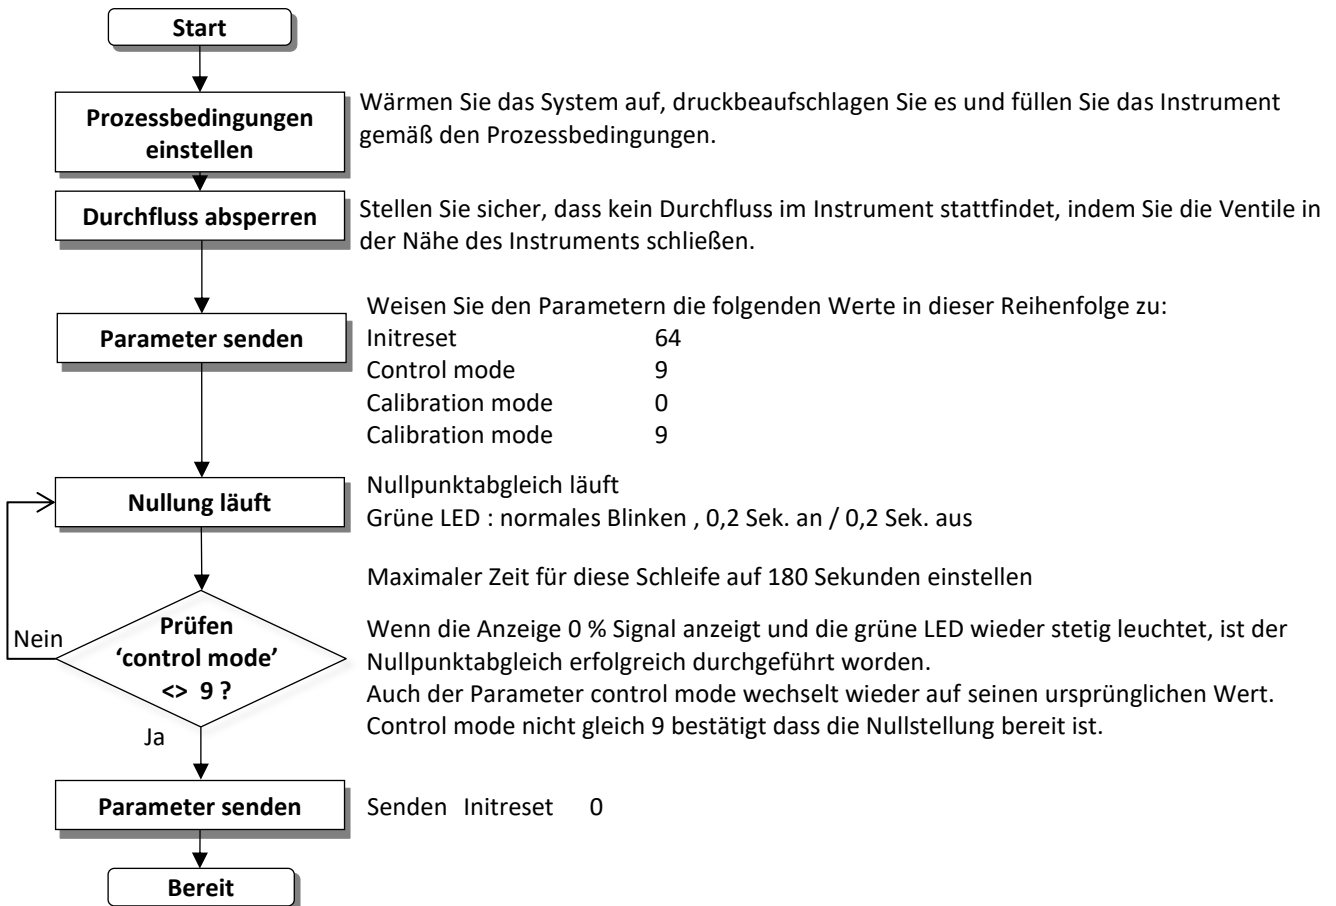 Start
Prozessbedingungen
einstellen
Wärmen Sie das System auf, druckbeaufschlagen Sie es und füllen Sie das Instrument
gemäß den Prozessbedingungen.
Durchfluss absperren
Stellen Sie sicher, dass kein Durchfluss im Instrument stattfindet, indem Sie die Ventile in
der Nähe des Instruments schließen.
Parameter senden
Weisen Sie den Parametern die folgenden Werte in dieser Reihenfolge zu:
Initreset 64
Control mode 9
Calibration mode 0
Calibration mode 9
Nullung läuft
Nullpunktabgleich läuft
Grüne LED : normales Blinken , 0,2 Sek. an / 0,2 Sek. aus
Maximaler Zeit für diese Schleife auf 180 Sekunden einstellen
Nein
Prüfen
‘control mode’
<> 9 ?
Ja
Wenn die Anzeige 0 % Signal anzeigt und die grüne LED wieder stetig leuchtet, ist der
Nullpunktabgleich erfolgreich durchgeführt worden.
Auch der Parameter control mode wechselt wieder auf seinen ursprünglichen Wert.
Control mode nicht gleich 9 bestätigt dass die Nullstellung bereit ist.
Parameter senden
Senden Initreset 0
Bereit